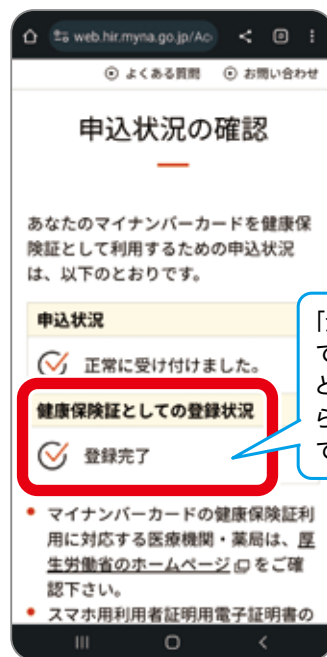 web.hir.myna.go.jp/Ac
よくある質問 お問い合わせ
申込状況の確認
あなたのマイナンバーカードを健康保
険証として利用するための申込状況
は、以下のとおりです。
申込状況
正常に受け付けました。
健康保険証としての登録状況
登録完了
て
と
ら
て
• マイナンバーカードの健康保険証利
用に対応する医療機関・薬局は、厚
生労働省のホームページをご確
認下さい。
• スマホ用利用者証明用電子証明書の